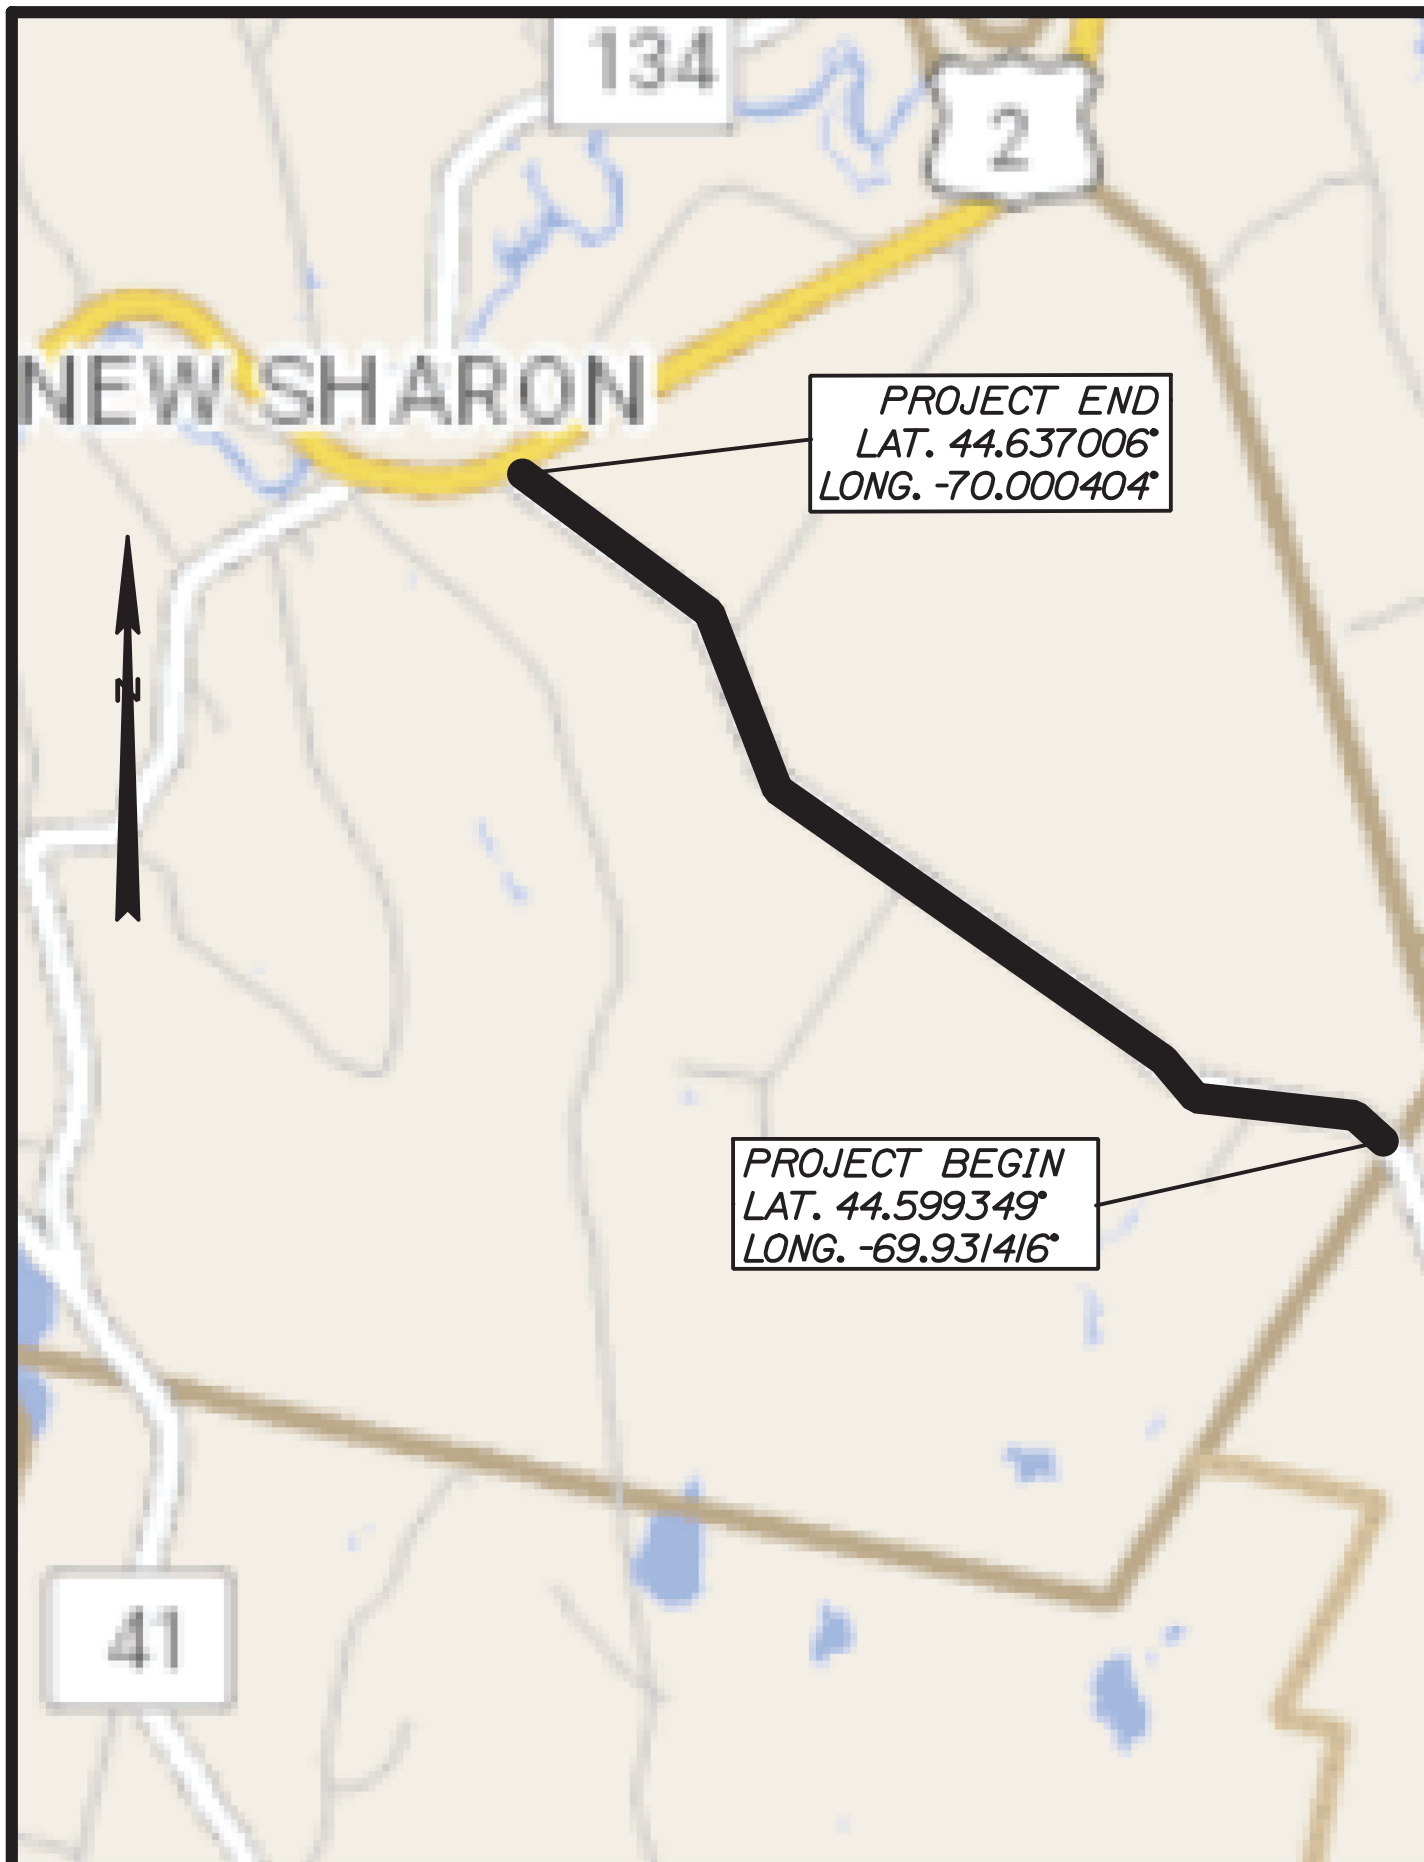 134
2
NEW SHARON
PROJECT END
LAT. 44.637006°
LONG. -70.000404°
N
PROJECT BEGIN
LAT. 44.599349°
LONG. -69.931416°
41